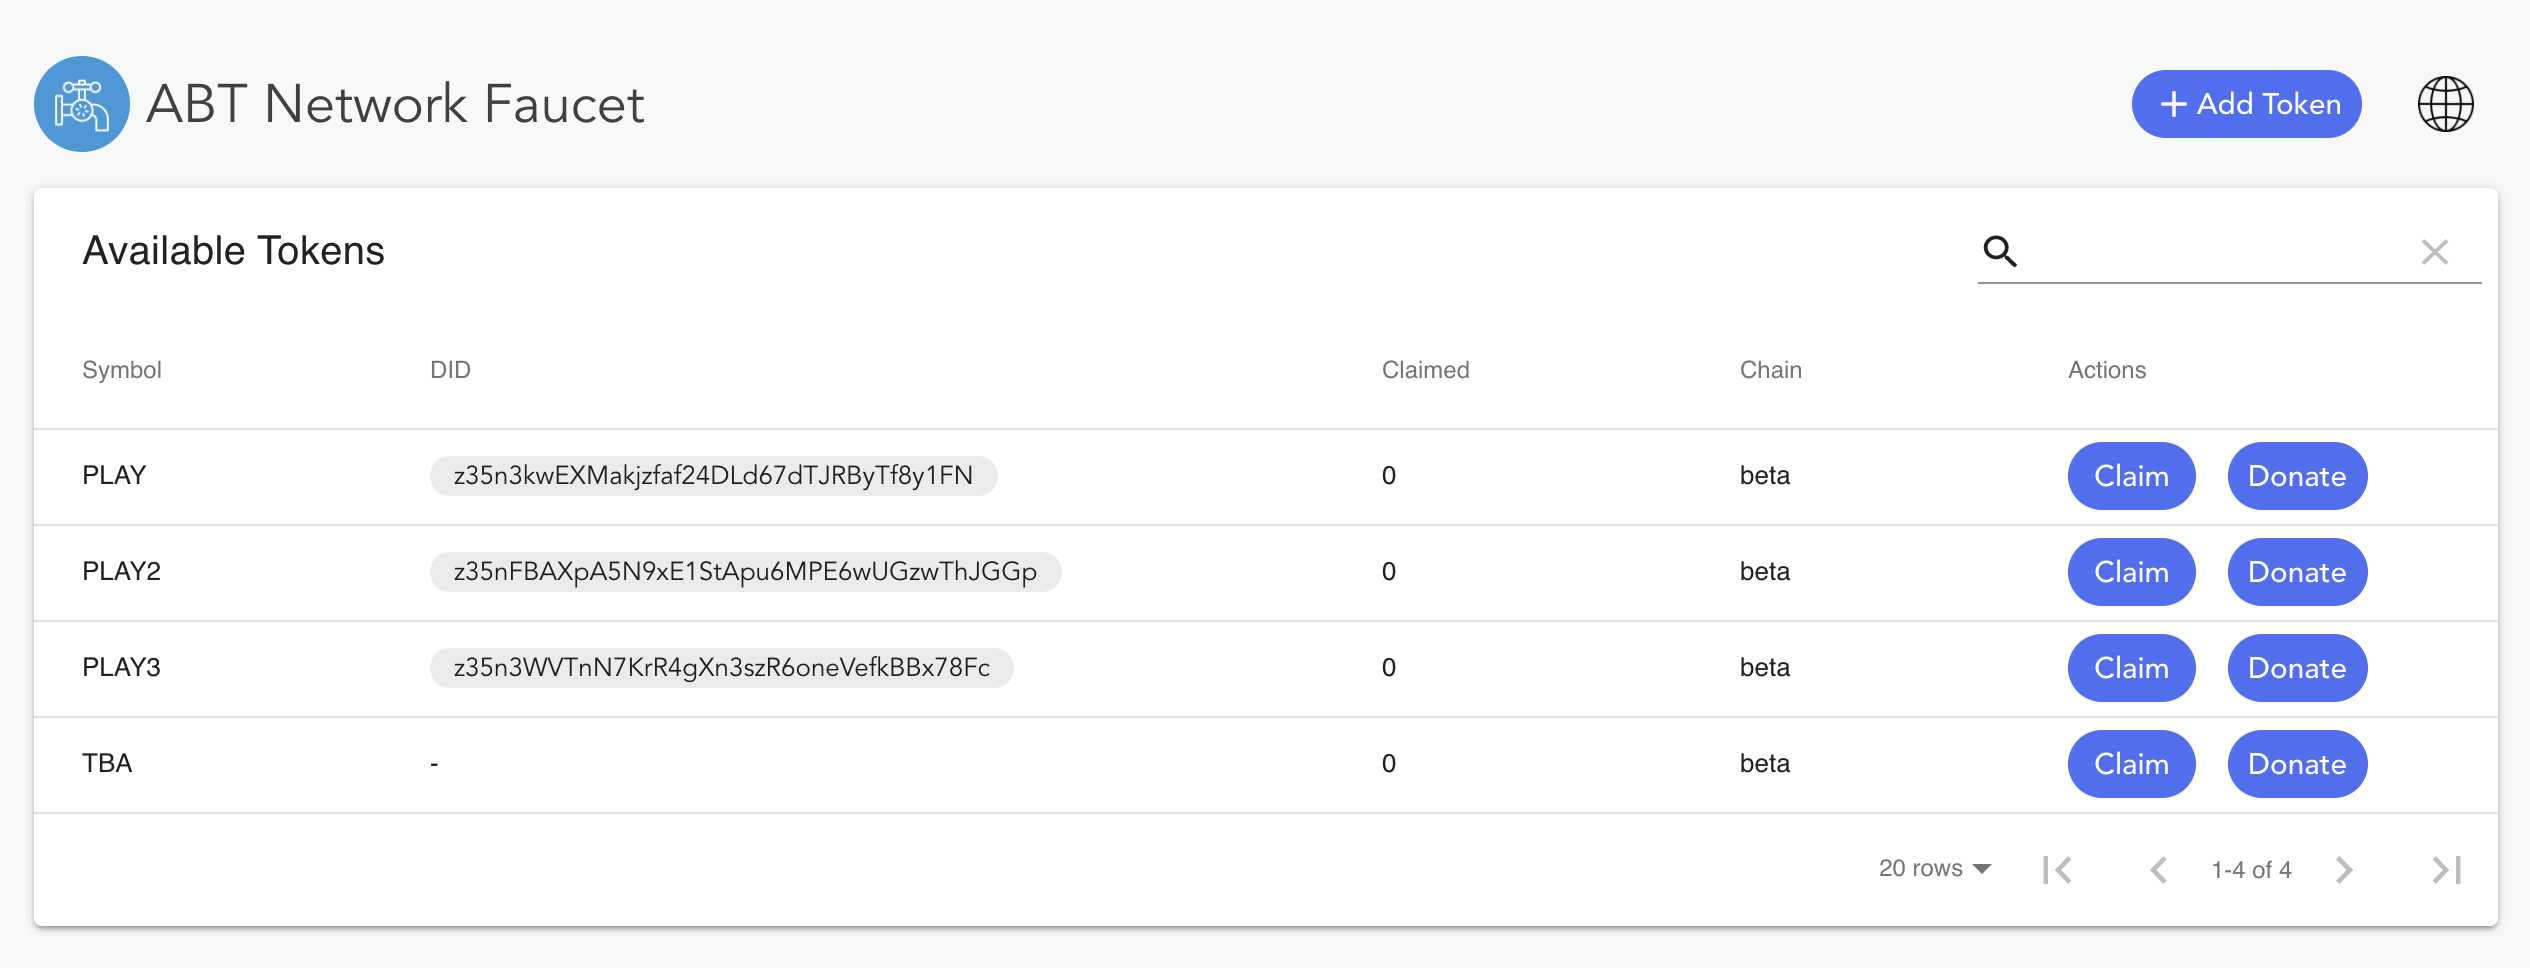 ABT Network Faucet
+ Add Token
Available Tokens
Symbol DID Claimed Chain Actions
PLAY z35n3kwEXMakjzfaf24DLd67dTJRByTf8y1FN 0 beta Claim Donate
PLAY2 z35nFBAXpA5N9xE1StApu6MPE6wUGzwThJGGp 0 beta Claim Donate
PLAY3 z35n3WVTnN7KrR4gXn3szR6oneVefkBBx78Fc 0 beta Claim Donate
TBA - 0 beta Claim Donate
20 rows 1-4 of 4